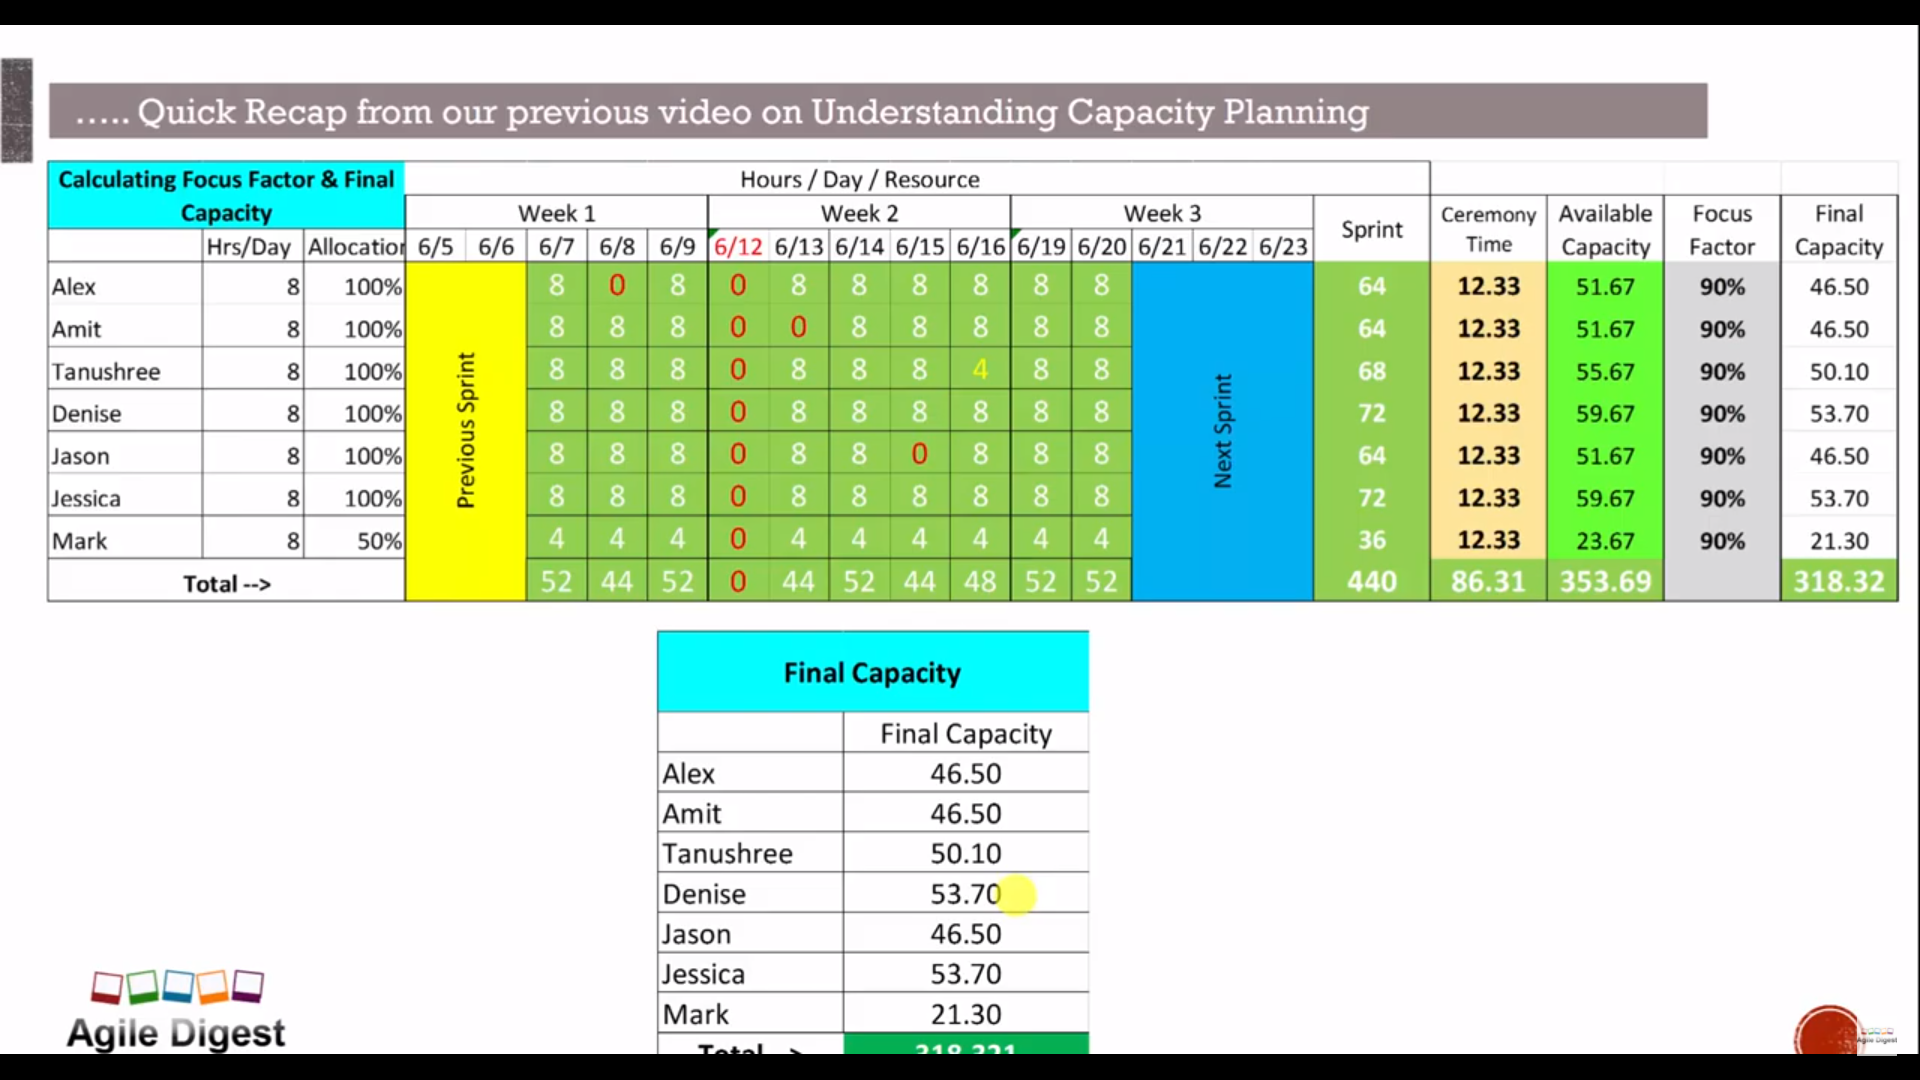 ..... Quick Recap from our previous video on Understanding Capacity Planning
Calculating Focus Factor & Final Capacity
Hours / Day / Resource
Week 1 Week 2 Week 3 Sprint Ceremony Time Available Capacity Focus Factor Final Capacity
Hrs/Day Allocation 6/5 6/6 6/7 6/8 6/9 6/12 6/13 6/14 6/15 6/16 6/19 6/20 6/21 6/22 6/23
Previous Sprint
Next Sprint
Alex 8 100% 8 0 8 0 8 8 8 8 8 8 64 12.33 51.67 90% 46.50
Amit 8 100% 8 8 8 0 0 8 8 8 8 8 64 12.33 51.67 90% 46.50
Tanushree 8 100% 8 8 8 0 8 8 8 4 8 8 68 12.33 55.67 90% 50.10
Denise 8 100% 8 8 8 0 8 8 8 8 8 8 72 12.33 59.67 90% 53.70
Jason 8 100% 8 8 8 0 8 8 0 8 8 8 64 12.33 51.67 90% 46.50
Jessica 8 100% 8 8 8 0 8 8 8 8 8 8 72 12.33 59.67 90% 53.70
Mark 8 50% 4 4 4 0 4 4 4 4 4 4 36 12.33 23.67 90% 21.30
Total --> 52 44 52 0 44 52 44 48 52 52 440 86.31 353.69 318.32
Final Capacity
Final Capacity
Alex 46.50
Amit 46.50
Tanushree 50.10
Denise 53.70
Jason 46.50
Jessica 53.70
Mark 21.30
Total --> 318.321
Agile Digest
Agile Digest